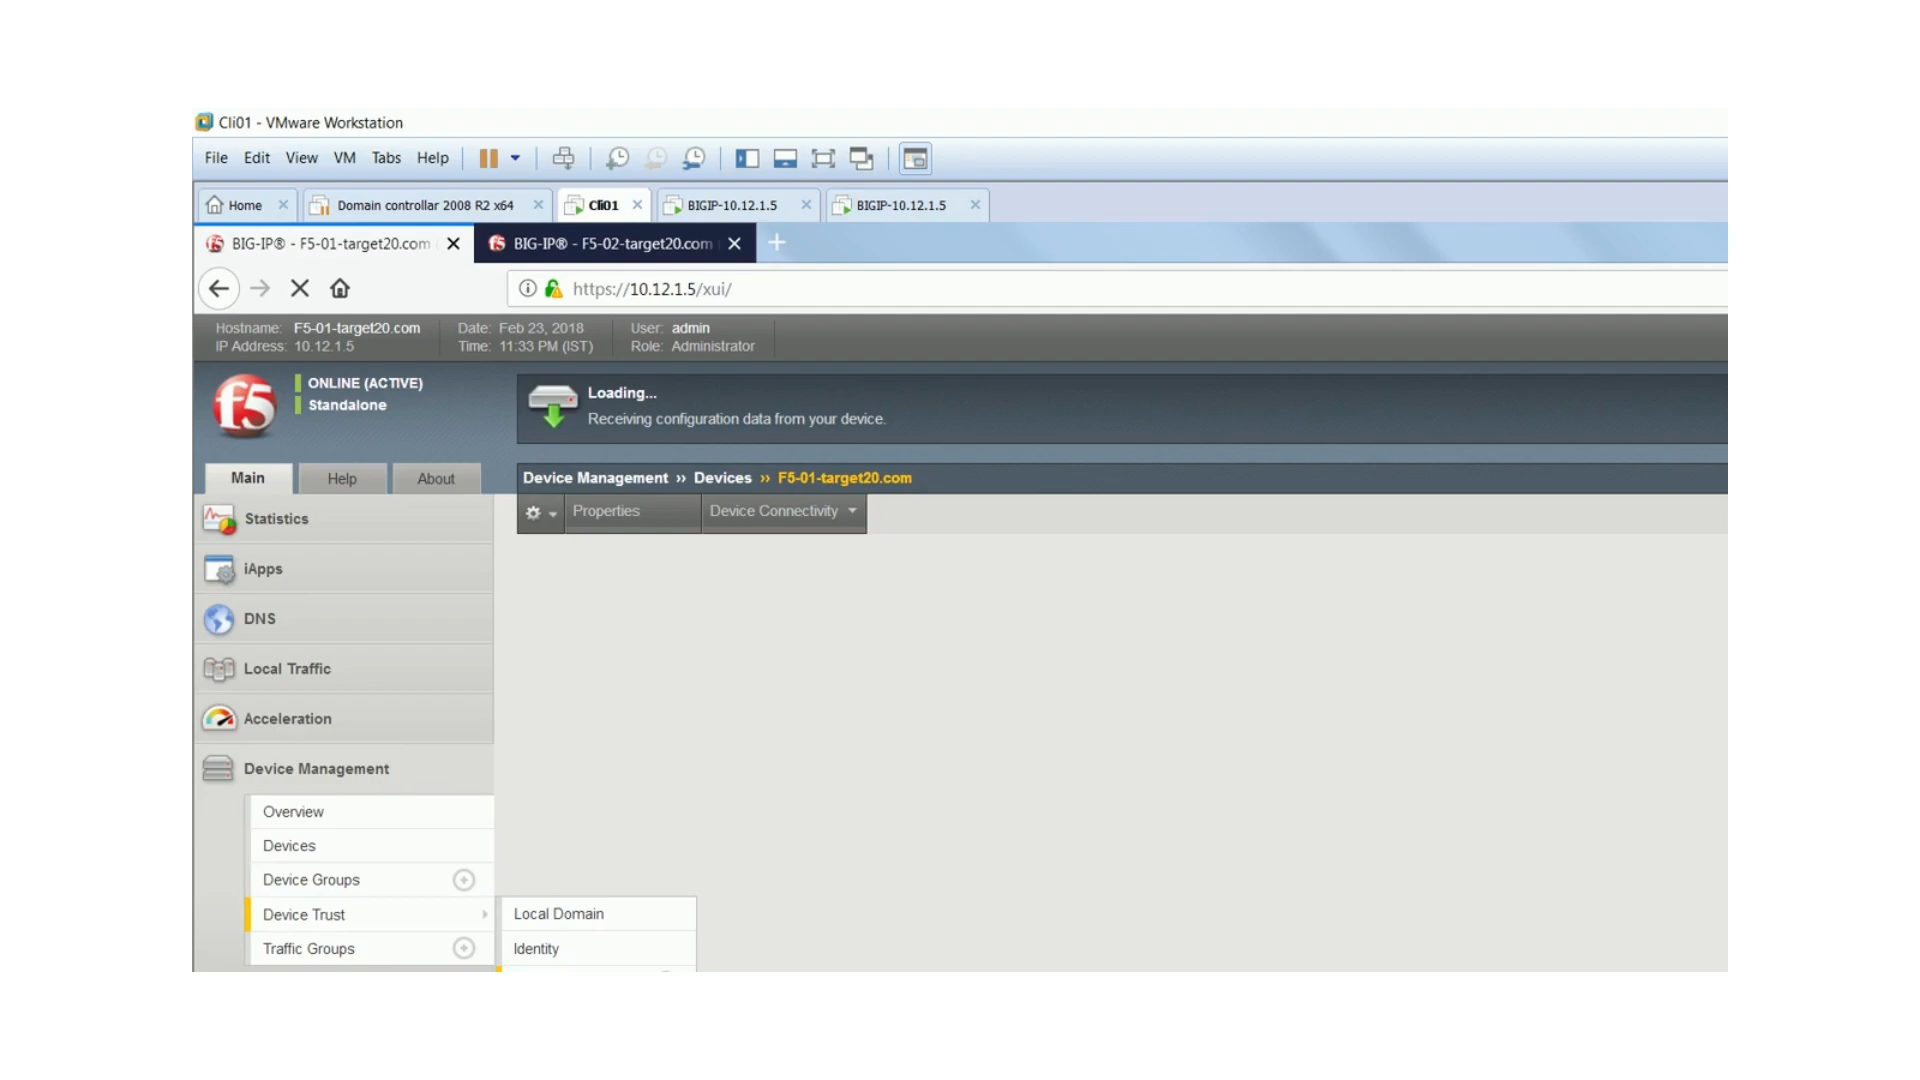 Cli01 - VMware Workstation
File Edit View VM Tabs Help
Home Domain controllar 2008 R2 x64 Cli01 BIGIP-10.12.1.5 BIGIP-10.12.1.5
BIG-IP® - F5-01-target20.com BIG-IP® - F5-02-target20.com
https://10.12.1.5/xui/
Hostname: F5-01-target20.com Date: Feb 23, 2018 User: admin
IP Address: 10.12.1.5 Time: 11:33 PM (IST) Role: Administrator
f5
ONLINE (ACTIVE)
Standalone
Loading...
Receiving configuration data from your device.
Main Help About
Device Management ›› Devices ›› F5-01-target20.com
Properties Device Connectivity
Statistics
iApps
DNS
Local Traffic
Acceleration
Device Management
Overview
Devices
Device Groups
Device Trust
Local Domain
Traffic Groups
Identity